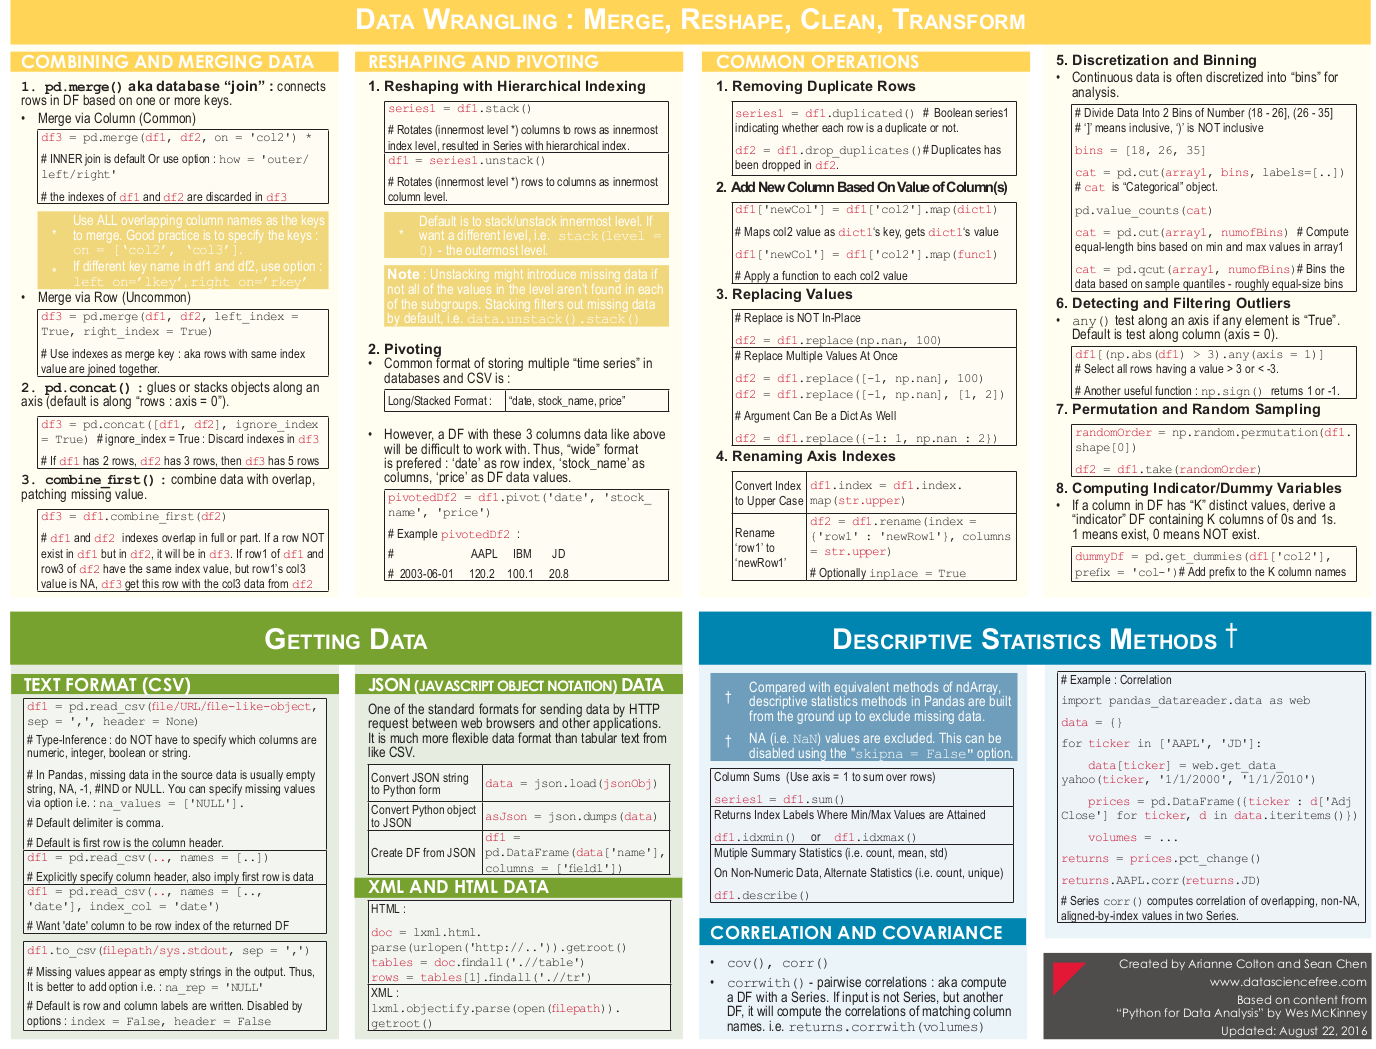 DATA WRANGLING : MERGE, RESHAPE, CLEAN, TRANSFORM
COMBINING AND MERGING DATA
1. pd.merge() aka database “join” : connects
rows in DF based on one or more keys.
• Merge via Column (Common)
df3 = pd.merge(df1, df2, on = 'col2') *
# INNER join is default Or use option : how = 'outer/
left/right'
# the indexes of df1 and df2 are discarded in df3
* Use ALL overlapping column names as the keys
to merge. Good practice is to specify the keys :
on = [‘col2’, ‘col3’].
* If different key name in df1 and df2, use option :
left_on=’lkey’,right_on=’rkey’
• Merge via Row (Uncommon)
df3 = pd.merge(df1, df2, left_index =
True, right_index = True)
# Use indexes as merge key : aka rows with same index
value are joined together.
2. pd.concat() : glues or stacks objects along an
axis (default is along “rows : axis = 0”).
df3 = pd.concat([df1, df2], ignore_index
= True) # ignore_index = True : Discard indexes in df3
# If df1 has 2 rows, df2 has 3 rows, then df3 has 5 rows
3. combine_first() : combine data with overlap,
patching missing value.
df3 = df1.combine_first(df2)
# df1 and df2 indexes overlap in full or part. If a row NOT
exist in df1 but in df2, it will be in df3. If row1 of df1 and
row3 of df2 have the same index value, but row1’s col3
value is NA, df3 get this row with the col3 data from df2
RESHAPING AND PIVOTING
1. Reshaping with Hierarchical Indexing
series1 = df1.stack()
# Rotates (innermost level *) columns to rows as innermost
index level, resulted in Series with hierarchical index.
df1 = series1.unstack()
# Rotates (innermost level *) rows to columns as innermost
column level.
* Default is to stack/unstack innermost level. If
want a different level, i.e. stack(level =
0) - the outermost level.
Note : Unstacking might introduce missing data if
not all of the values in the level aren’t found in each
of the subgroups. Stacking filters out missing data
by default, i.e. data.unstack().stack()
2. Pivoting
• Common format of storing multiple “time series” in
databases and CSV is :
Long/Stacked Format : “date, stock_name, price”
• However, a DF with these 3 columns data like above
will be difficult to work with. Thus, “wide” format
is prefered : ‘date’ as row index, ‘stock_name’ as
columns, ‘price’ as DF data values.
pivotedDf2 = df1.pivot('date', 'stock_
name', 'price')
# Example pivotedDf2 :
# AAPL IBM JD
# 2003-06-01 120.2 100.1 20.8
COMMON OPERATIONS
1. Removing Duplicate Rows
series1 = df1.duplicated() # Boolean series1
indicating whether each row is a duplicate or not.
df2 = df1.drop_duplicates()# Duplicates has
been dropped in df2.
2. Add New Column Based On Value of Column(s)
df1['newCol'] = df1['col2'].map(dict1)
# Maps col2 value as dict1's key, gets dict1's value
df1['newCol'] = df1['col2'].map(func1)
# Apply a function to each col2 value
3. Replacing Values
# Replace is NOT In-Place
df2 = df1.replace(np.nan, 100)
# Replace Multiple Values At Once
df2 = df1.replace([-1, np.nan], 100)
df2 = df1.replace([-1, np.nan], [1, 2])
# Argument Can Be a Dict As Well
df2 = df1.replace({-1: 1, np.nan : 2})
4. Renaming Axis Indexes
Convert Index
to Upper Case
df1.index = df1.index.
map(str.upper)
Rename
‘row1’ to
‘newRow1’
df2 = df1.rename(index =
{'row1' : 'newRow1'}, columns
= str.upper)
# Optionally inplace = True
5. Discretization and Binning
• Continuous data is often discretized into “bins” for
analysis.
# Divide Data Into 2 Bins of Number (18 - 26], (26 - 35]
# ‘]’ means inclusive, ‘)’ is NOT inclusive
bins = [18, 26, 35]
cat = pd.cut(array1, bins, labels=[..])
# cat is “Categorical” object.
pd.value_counts(cat)
cat = pd.cut(array1, numofBins) # Compute
equal-length bins based on min and max values in array1
cat = pd.qcut(array1, numofBins)# Bins the
data based on sample quantiles - roughly equal-size bins
6. Detecting and Filtering Outliers
• any() test along an axis if any element is “True”.
Default is test along column (axis = 0).
df1[(np.abs(df1) > 3).any(axis = 1)]
# Select all rows having a value > 3 or < -3.
# Another useful function : np.sign() returns 1 or -1.
7. Permutation and Random Sampling
randomOrder = np.random.permutation(df1.
shape[0])
df2 = df1.take(randomOrder)
8. Computing Indicator/Dummy Variables
• If a column in DF has “K” distinct values, derive a
“indicator” DF containing K columns of 0s and 1s.
1 means exist, 0 means NOT exist.
dummyDf = pd.get_dummies(df1['col2'],
prefix = 'col-')# Add prefix to the K column names
GETTING DATA
TEXT FORMAT (CSV)
df1 = pd.read_csv(file/URL/file-like-object,
sep = ',', header = None)
# Type-Inference : do NOT have to specify which columns are
numeric, integer, boolean or string.
# In Pandas, missing data in the source data is usually empty
string, NA, -1, #IND or NULL. You can specify missing values
via option i.e. : na_values = ['NULL'].
# Default delimiter is comma.
# Default is first row is the column header.
df1 = pd.read_csv(.., names = [..])
# Explicitly specify column header, also imply first row is data
df1 = pd.read_csv(.., names = [..,
'date'], index_col = 'date')
# Want 'date' column to be row index of the returned DF
df1.to_csv(filepath/sys.stdout, sep = ',')
# Missing values appear as empty strings in the output. Thus,
It is better to add option i.e. : na_rep = 'NULL'
# Default is row and column labels are written. Disabled by
options : index = False, header = False
JSON (JAVASCRIPT OBJECT NOTATION) DATA
One of the standard formats for sending data by HTTP
request between web browsers and other applications.
It is much more flexible data format than tabular text from
like CSV.
Convert JSON string
to Python form
data = json.load(jsonObj)
Convert Python object
to JSON
asJson = json.dumps(data)
Create DF from JSON
df1 =
pd.DataFrame(data['name'],
columns = ['field1'])
XML AND HTML DATA
HTML :
doc = lxml.html.
parse(urlopen('http://..')).getroot()
tables = doc.findall('.//table')
rows = tables[1].findall('.//tr')
XML :
lxml.objectify.parse(open(filepath)).
getroot()
DESCRIPTIVE STATISTICS METHODS †
† Compared with equivalent methods of ndArray,
descriptive statistics methods in Pandas are built
from the ground up to exclude missing data.
† NA (i.e. NaN) values are excluded. This can be
disabled using the "skipna = False" option.
Column Sums (Use axis = 1 to sum over rows)
series1 = df1.sum()
Returns Index Labels Where Min/Max Values are Attained
df1.idxmin() or df1.idxmax()
Mutiple Summary Statistics (i.e. count, mean, std)
On Non-Numeric Data, Alternate Statistics (i.e. count, unique)
df1.describe()
CORRELATION AND COVARIANCE
• cov(), corr()
• corrwith() - pairwise correlations : aka compute
a DF with a Series. If input is not Series, but another
DF, it will compute the correlations of matching column
names. i.e. returns.corrwith(volumes)
# Example : Correlation
import pandas_datareader.data as web
data = {}
for ticker in ['AAPL', 'JD']:
data[ticker] = web.get_data_
yahoo(ticker, '1/1/2000', '1/1/2010')
prices = pd.DataFrame({ticker : d['Adj
Close'] for ticker, d in data.iteritems()})
volumes = ...
returns = prices.pct_change()
returns.AAPL.corr(returns.JD)
# Series corr() computes correlation of overlapping, non-NA,
aligned-by-index values in two Series.
Created by Arianne Colton and Sean Chen
www.datasciencefree.com
Based on content from
“Python for Data Analysis” by Wes McKinney
Updated: August 22, 2016